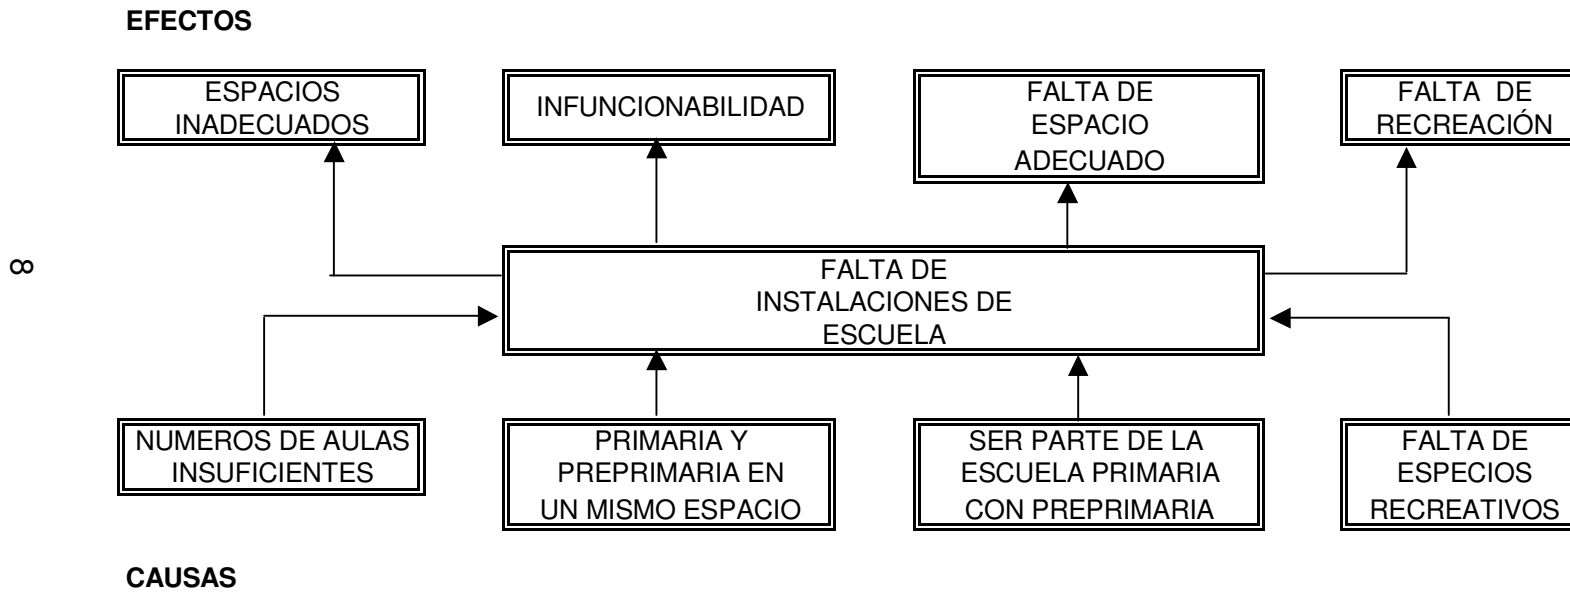 EFECTOS
ESPACIOS
INADECUADOS
INFUNCIONABILIDAD
FALTA DE
ESPACIO
ADECUADO
FALTA DE
RECREACIÓN
8
FALTA DE
INSTALACIONES DE
ESCUELA
NUMEROS DE AULAS
INSUFICIENTES
PRIMARIA Y
PREPRIMARIA EN
UN MISMO ESPACIO
SER PARTE DE LA
ESCUELA PRIMARIA
CON PREPRIMARIA
FALTA DE
ESPECIOS
RECREATIVOS
CAUSAS